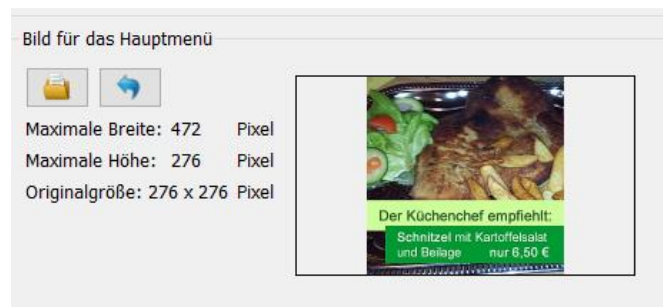 Bild für das Hauptmenü
Maximale Breite: 472 Pixel
Maximale Höhe: 276 Pixel
Originalgröße: 276 x 276 Pixel
Der Küchenchef empfiehlt:
Schnitzel mit Kartoffelsalat
und Beilage nur 6,50 €